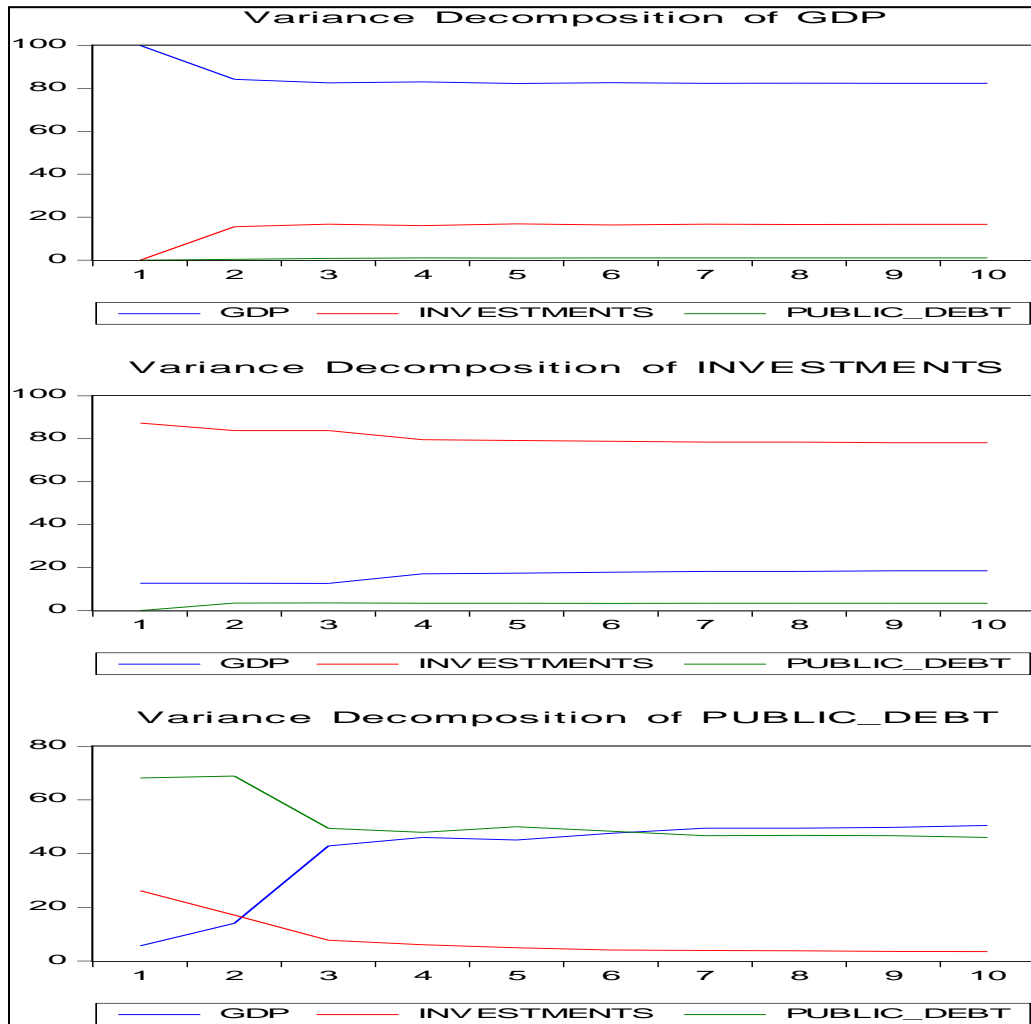 Variance Decomposition of GDP
100
80
60
40
20
0
1 2 3 4 5 6 7 8 9 10
GDP INVESTMENTS PUBLIC_DEBT
Variance Decomposition of INVESTMENTS
100
80
60
40
20
0
1 2 3 4 5 6 7 8 9 10
GDP INVESTMENTS PUBLIC_DEBT
Variance Decomposition of PUBLIC_DEBT
80
60
40
20
0
1 2 3 4 5 6 7 8 9 10
GDP INVESTMENTS PUBLIC_DEBT